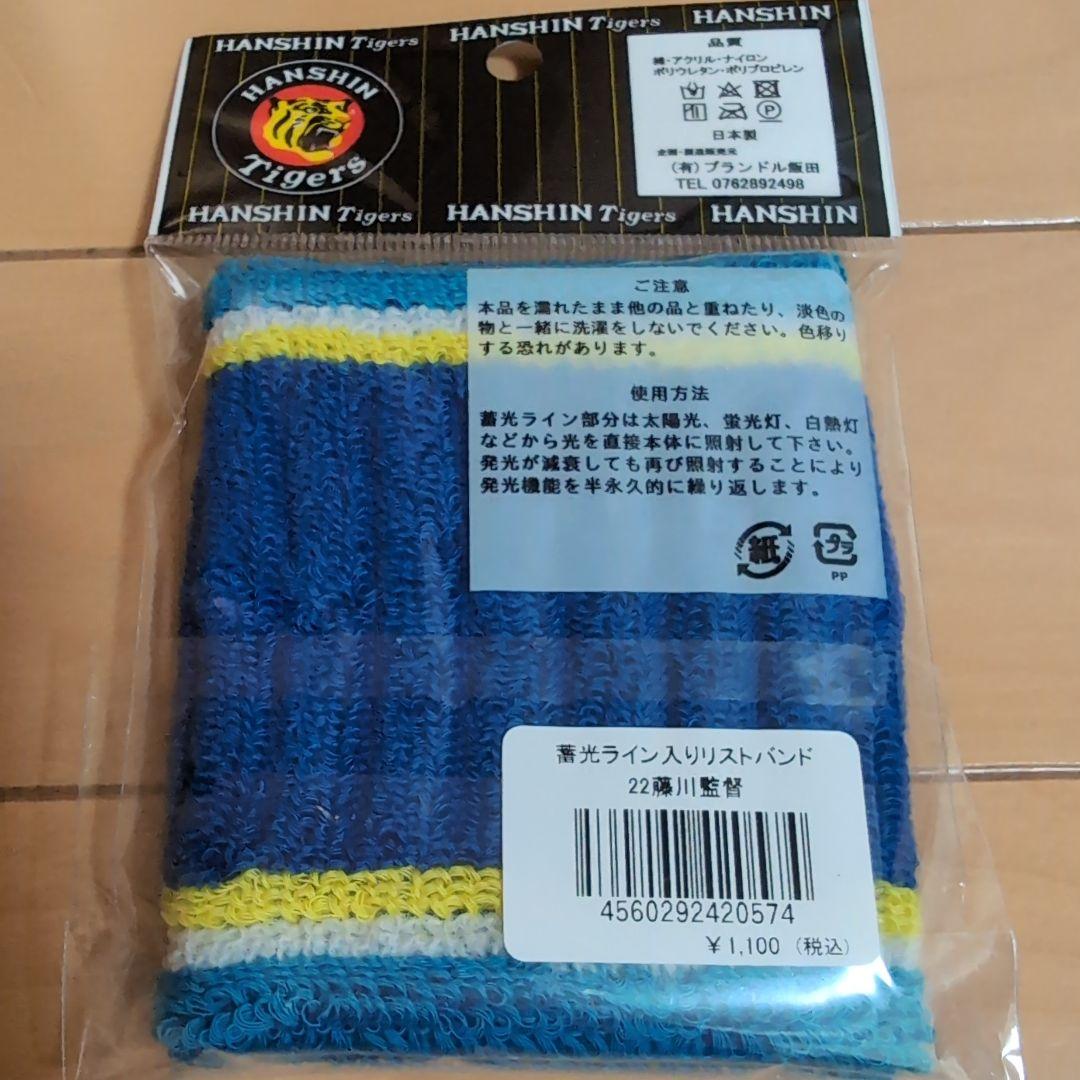 HANSHIN Tigers HANSHIN Tigers HANSHIN
HANSHIN
Tigers
品質
綿・アクリル・ナイロン
ポリウレタン・ポリプロピレン
P
日本製
企画・製造販売元
(有)ブランドル飯田
TEL 0762892498
HANSHIN Tigers HANSHIN Tigers HANSHIN
ご注意
本品を濡れたまま他の品と重ねたり、淡色の
物と一緒に洗濯をしないでください。色移り
する恐れがあります。
使用方法
蓄光ライン部分は太陽光、蛍光灯、白熱灯
などから光を直接本体に照射して下さい。
発光が減衰しても再び照射することにより
発光機能を半永久的に繰り返します。
紙 プラ
PP
蓄光ライン入りリストバンド
22藤川監督
4560292420574
￥1,100 (税込)